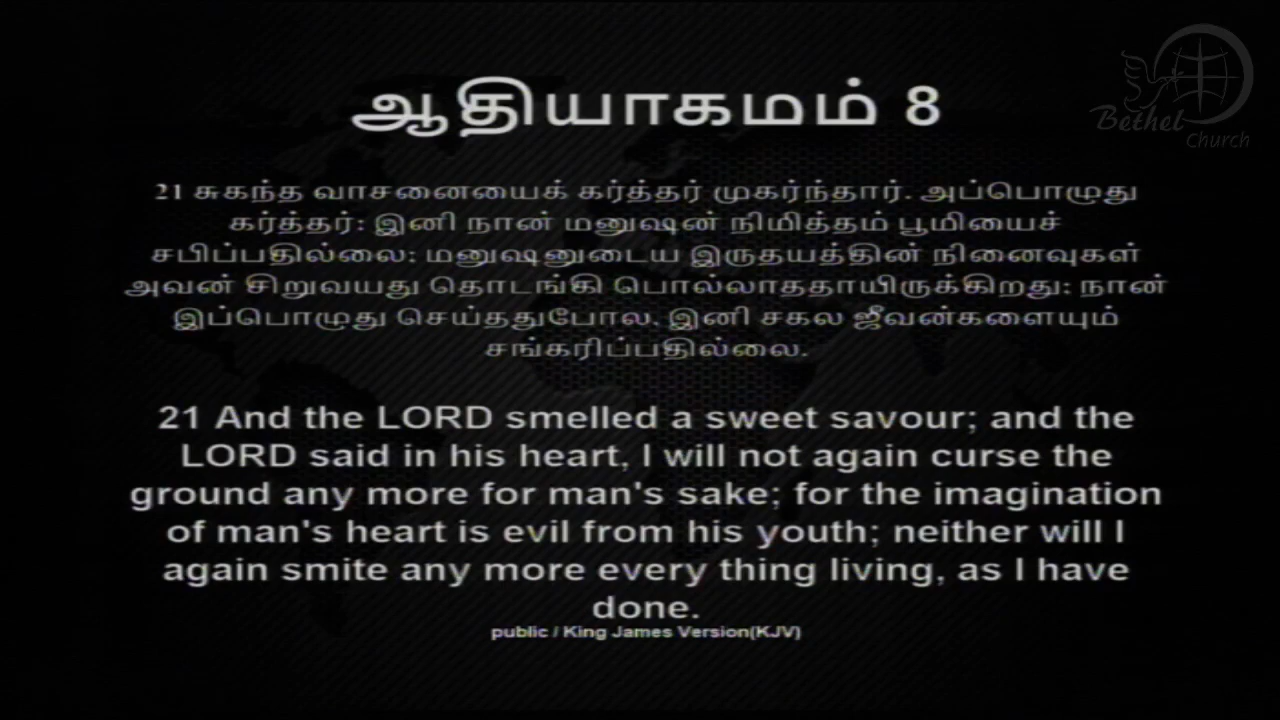 ஆதியாகமம் 8
Bethel
Church
21 சுகந்த வாசனையைக் கர்த்தர் முகர்ந்தார். அப்பொழுது
கர்த்தர்: இனி நான் மனுஷன் நிமித்தம் பூமியைச்
சபிப்பதில்லை; மனுஷனுடைய இருதயத்தின் நினைவுகள்
அவன் சிறுவயது தொடங்கி பொல்லாததாயிருக்கிறது; நான்
இப்பொழுது செய்ததுபோல, இனி சகல ஜீவன்களையும்
சங்கரிப்பதில்லை.
21 And the LORD smelled a sweet savour; and the
LORD said in his heart, I will not again curse the
ground any more for man's sake; for the imagination
of man's heart is evil from his youth; neither will I
again smite any more every thing living, as I have
done.
public / King James Version(KJV)